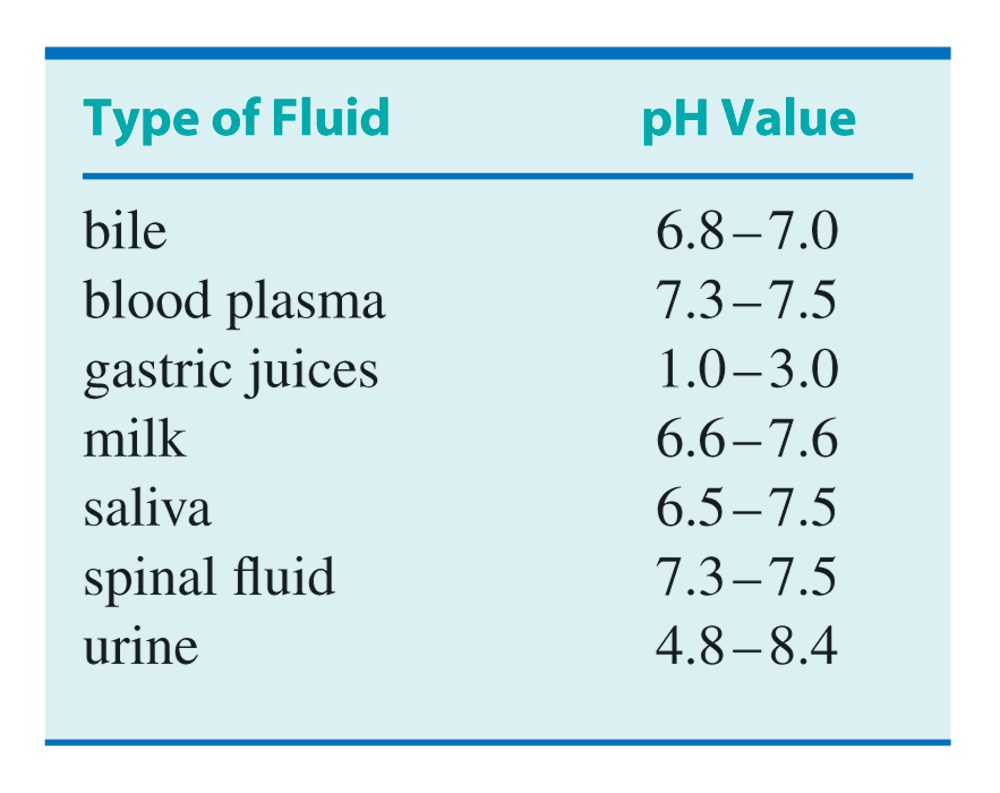 Type of Fluid pH Value
bile 6.8–7.0
blood plasma 7.3–7.5
gastric juices 1.0–3.0
milk 6.6–7.6
saliva 6.5–7.5
spinal fluid 7.3–7.5
urine 4.8–8.4